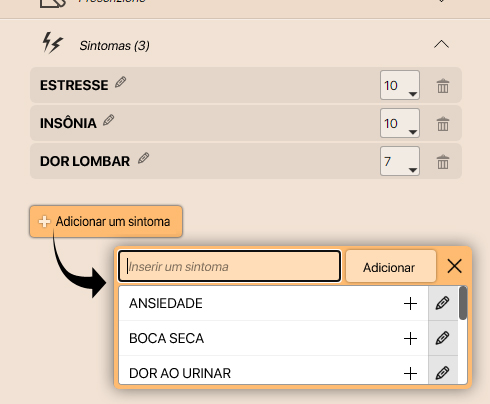 Sintomas (3)
ESTRESSE 10
INSÔNIA 10
DOR LOMBAR 7
+ Adicionar um sintoma
Inserir um sintoma Adicionar
ANSIEDADE
BOCA SECA
DOR AO URINAR